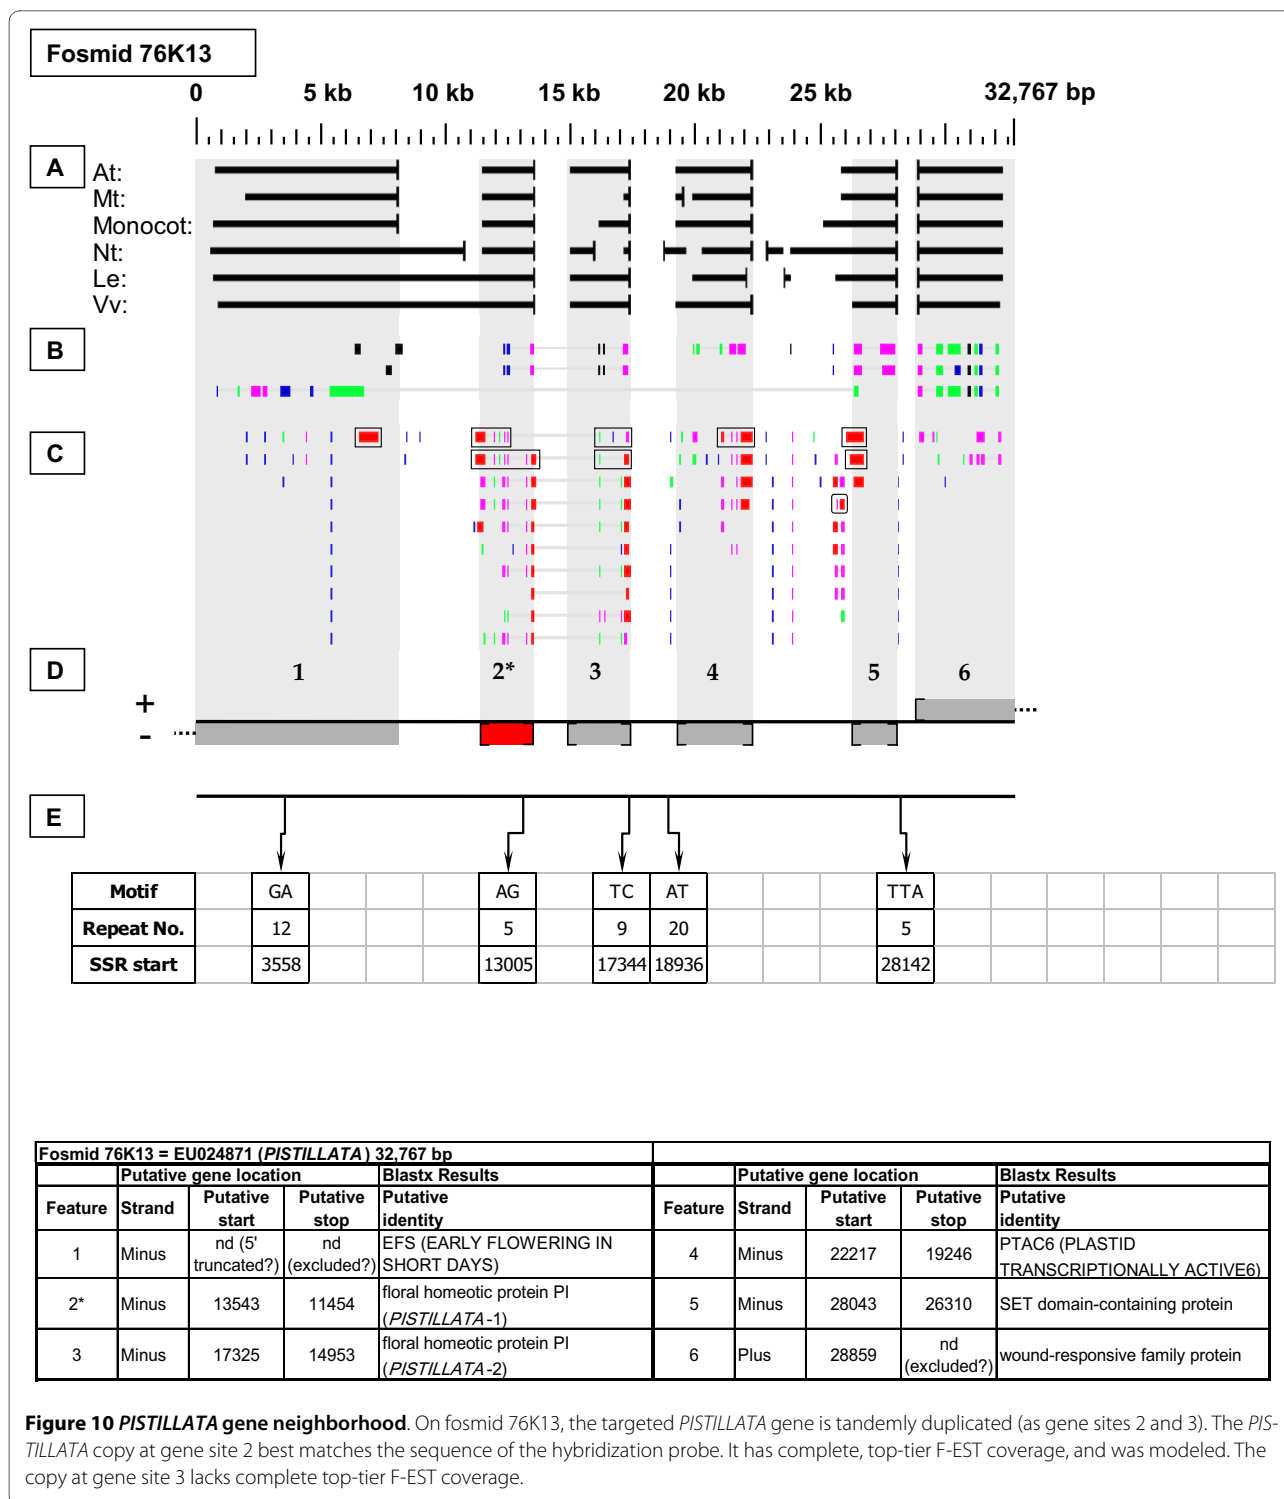 Fosmid 76K13
0 5 kb 10 kb 15 kb 20 kb 25 kb 32,767 bp
A
At:
Mt:
Monocot:
Nt:
Le:
Vv:
B
C
D
1 2* 3 4 5 6
+
-
E
Motif GA AG TC AT TTA
Repeat No. 12 5 9 20 5
SSR start 3558 13005 17344 18936 28142
Fosmid 76K13 = EU024871 (PISTILLATA ) 32,767 bp
Putative gene location Blastx Results Putative gene location Blastx Results
Feature Strand Putative start Putative stop Putative identity Feature Strand Putative start Putative stop Putative identity
1 Minus nd (5' truncated?) nd (excluded?) EFS (EARLY FLOWERING IN SHORT DAYS) 4 Minus 22217 19246 PTAC6 (PLASTID TRANSCRIPTIONALLY ACTIVE6)
2* Minus 13543 11454 floral homeotic protein PI (PISTILLATA -1) 5 Minus 28043 26310 SET domain-containing protein
3 Minus 17325 14953 floral homeotic protein PI (PISTILLATA -2) 6 Plus 28859 nd (excluded?) wound-responsive family protein
Figure 10 PISTILLATA gene neighborhood. On fosmid 76K13, the targeted PISTILLATA gene is tandemly duplicated (as gene sites 2 and 3). The PIS-
TILLATA copy at gene site 2 best matches the sequence of the hybridization probe. It has complete, top-tier F-EST coverage, and was modeled. The
copy at gene site 3 lacks complete top-tier F-EST coverage.